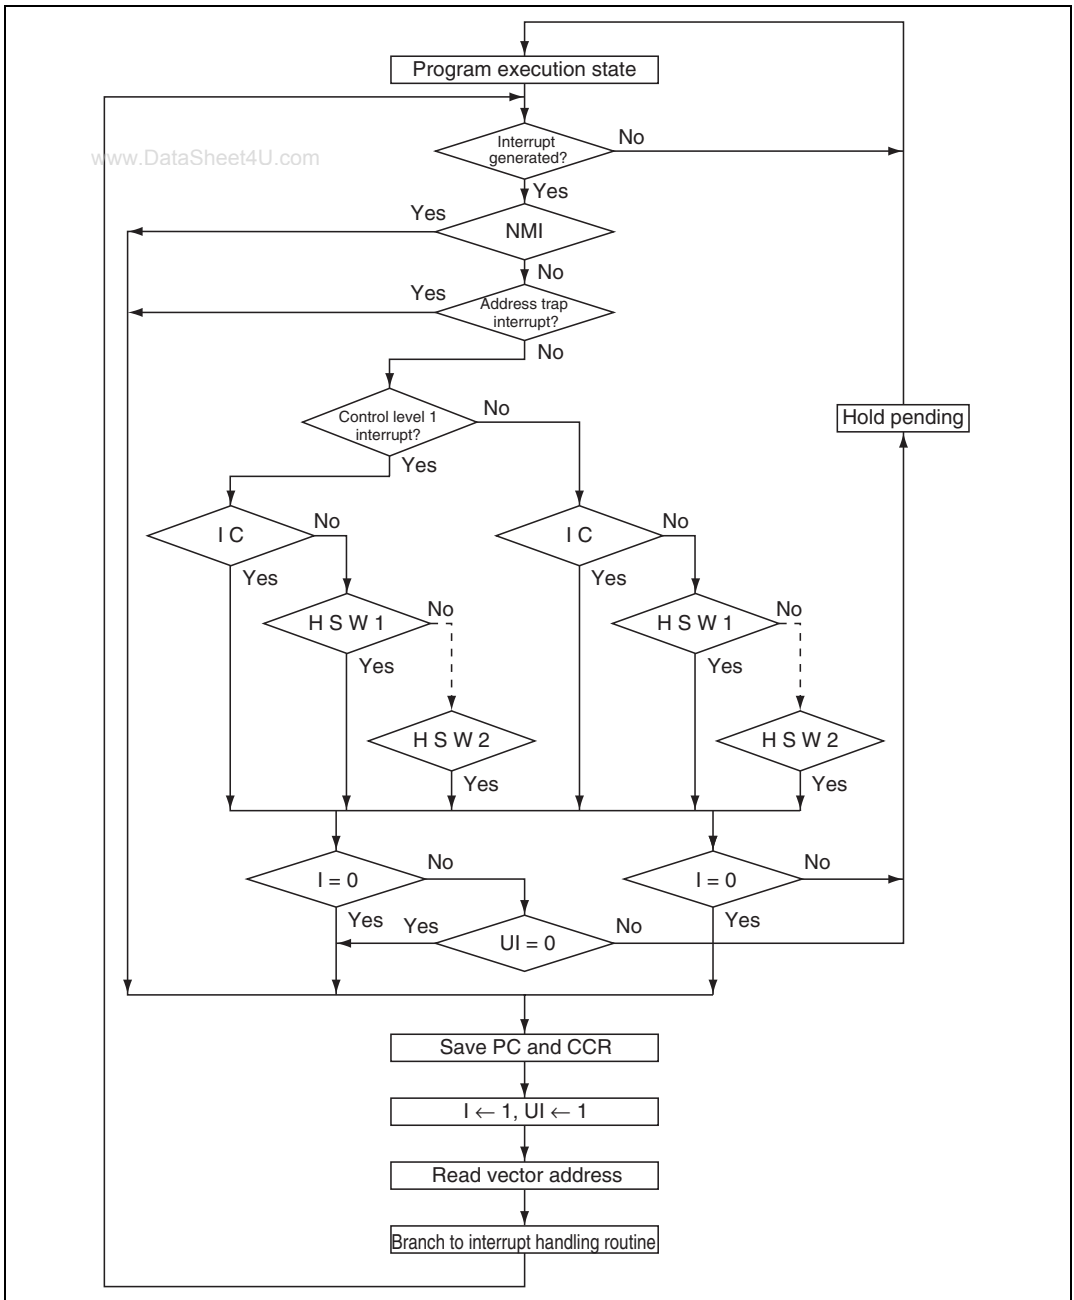 Program execution state
www.DataSheet4U.com
Interrupt
generated?
No
Yes
Yes
NMI
No
Yes
Address trap
interrupt?
No
Control level 1
interrupt?
No
Hold pending
Yes
I C
No
I C
No
Yes
Yes
H S W 1
No
H S W 1
No
Yes
Yes
H S W 2
H S W 2
Yes
Yes
I = 0
No
I = 0
No
Yes
Yes
UI = 0
No
Yes
Save PC and CCR
I ← 1, UI ← 1
Read vector address
Branch to interrupt handling routine